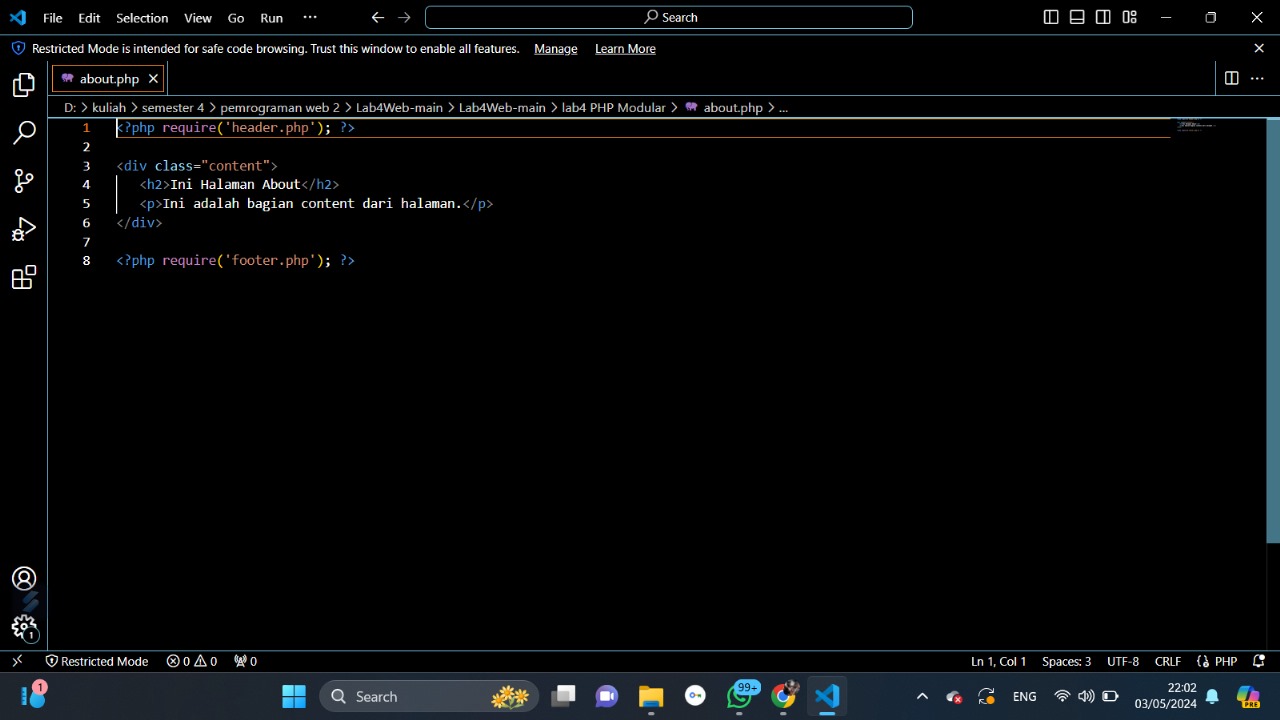 File Edit Selection View Go Run ··· Search
Restricted Mode is intended for safe code browsing. Trust this window to enable all features. Manage Learn More
about.php
D: > kuliah > semester 4 > pemrograman web 2 > Lab4Web-main > Lab4Web-main > lab4 PHP Modular > about.php > ...
1 <?php require('header.php'); ?>
2
3 <div class="content">
4 <h2>Ini Halaman About</h2>
5 <p>Ini adalah bagian content dari halaman.</p>
6 </div>
7
8 <?php require('footer.php'); ?>
1
Restricted Mode 0 0 0 Ln 1, Col 1 Spaces: 3 UTF-8 CRLF PHP
1 Search 99+ ENG 22:02 PRE
03/05/2024